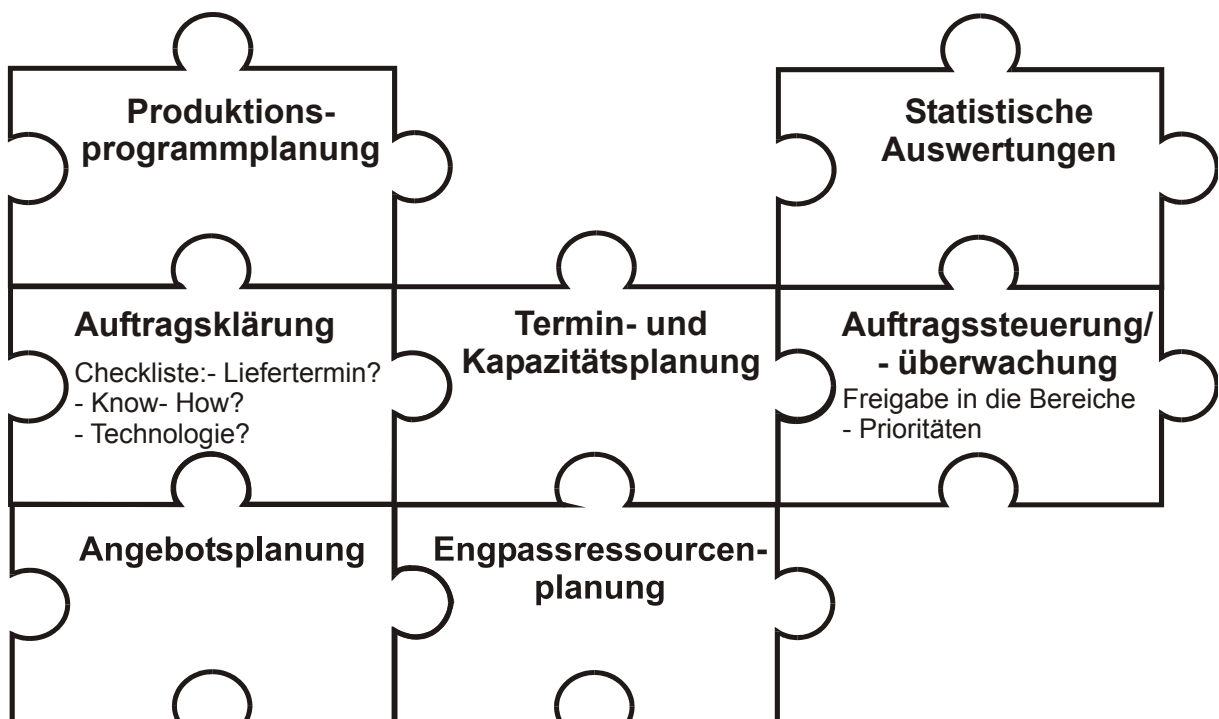 Produktions-
programmplanung
Statistische
Auswertungen
Auftragsklärung
Checkliste:- Liefertermin?
- Know- How?
- Technologie?
Termin- und
Kapazitätsplanung
Auftragssteuerung/
- überwachung
Freigabe in die Bereiche
- Prioritäten
Angebotsplanung
Engpassressourcen-
planung